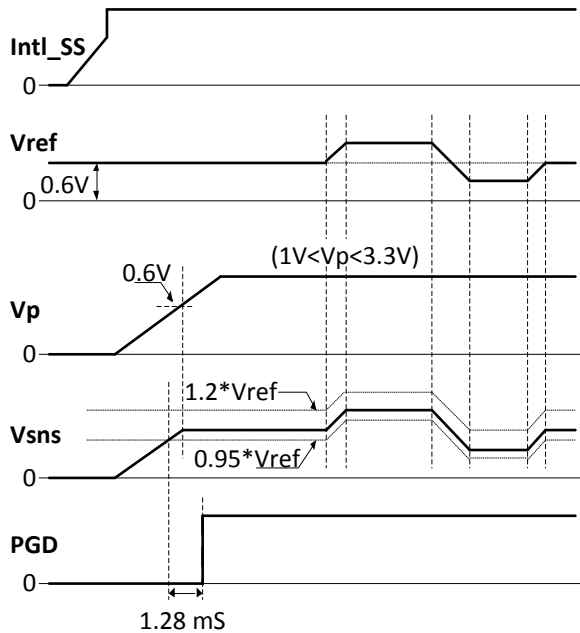 Intl_SS
0
Vref
0.6V
0
(1V<Vp<3.3V)
0.6V
Vp
0
1.2*Vref
Vsns
0.95*Vref
0
PGD
0
1.28 mS